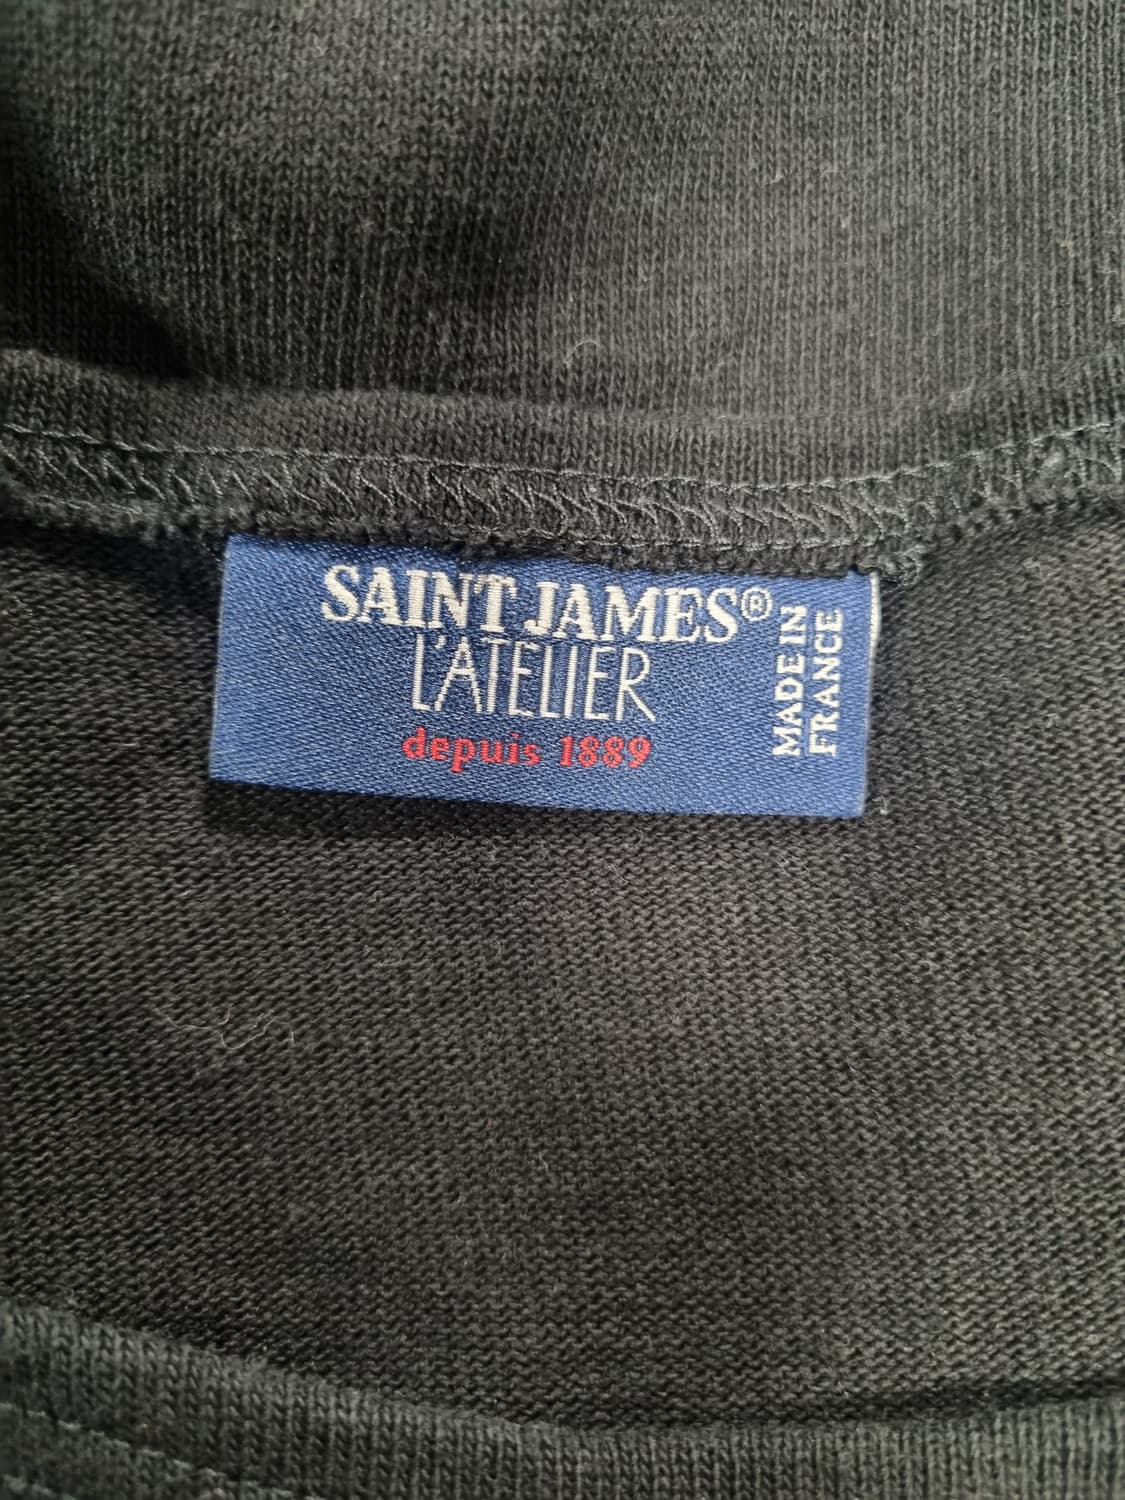 SAINT JAMES®
L'ATELIER
depuis 1889
MADE IN
FRANCE